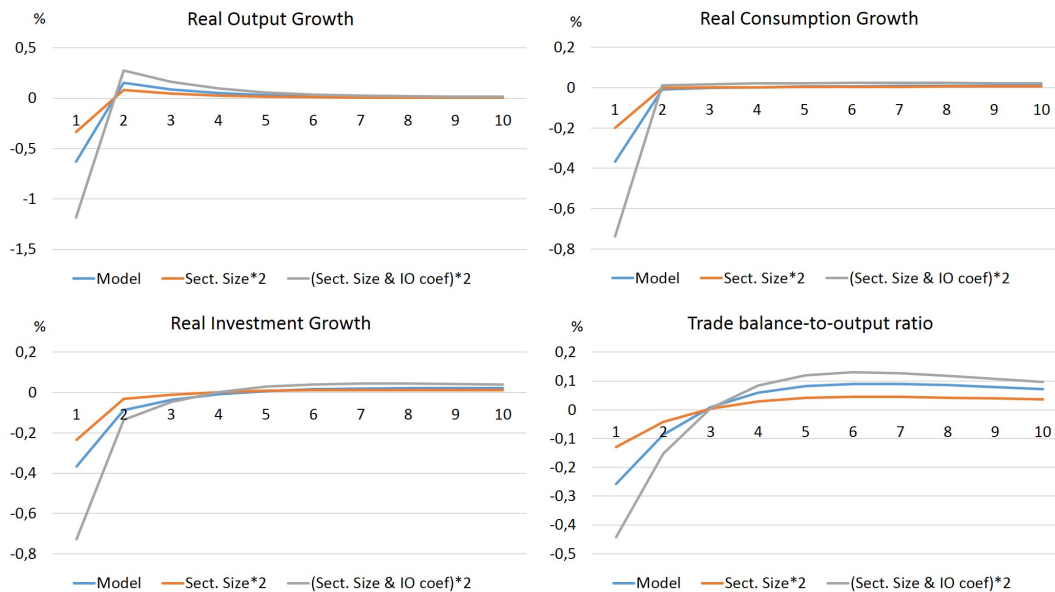 %
Real Output Growth
0,5
0
-0,5
-1
-1,5
1 2 3 4 5 6 7 8 9 10
Model Sect. Size*2 (Sect. Size & IO coef)*2
%
Real Consumption Growth
0,2
0
-0,2
-0,4
-0,6
-0,8
1 2 3 4 5 6 7 8 9 10
Model Sect. Size*2 (Sect. Size & IO coef)*2
%
Real Investment Growth
0,2
0
-0,2
-0,4
-0,6
-0,8
1 2 3 4 5 6 7 8 9 10
Model Sect. Size*2 (Sect. Size & IO coef)*2
%
Trade balance-to-output ratio
0,2
0,1
0
-0,1
-0,2
-0,3
-0,4
-0,5
1 2 3 4 5 6 7 8 9 10
Model Sect. Size*2 (Sect. Size & IO coef)*2